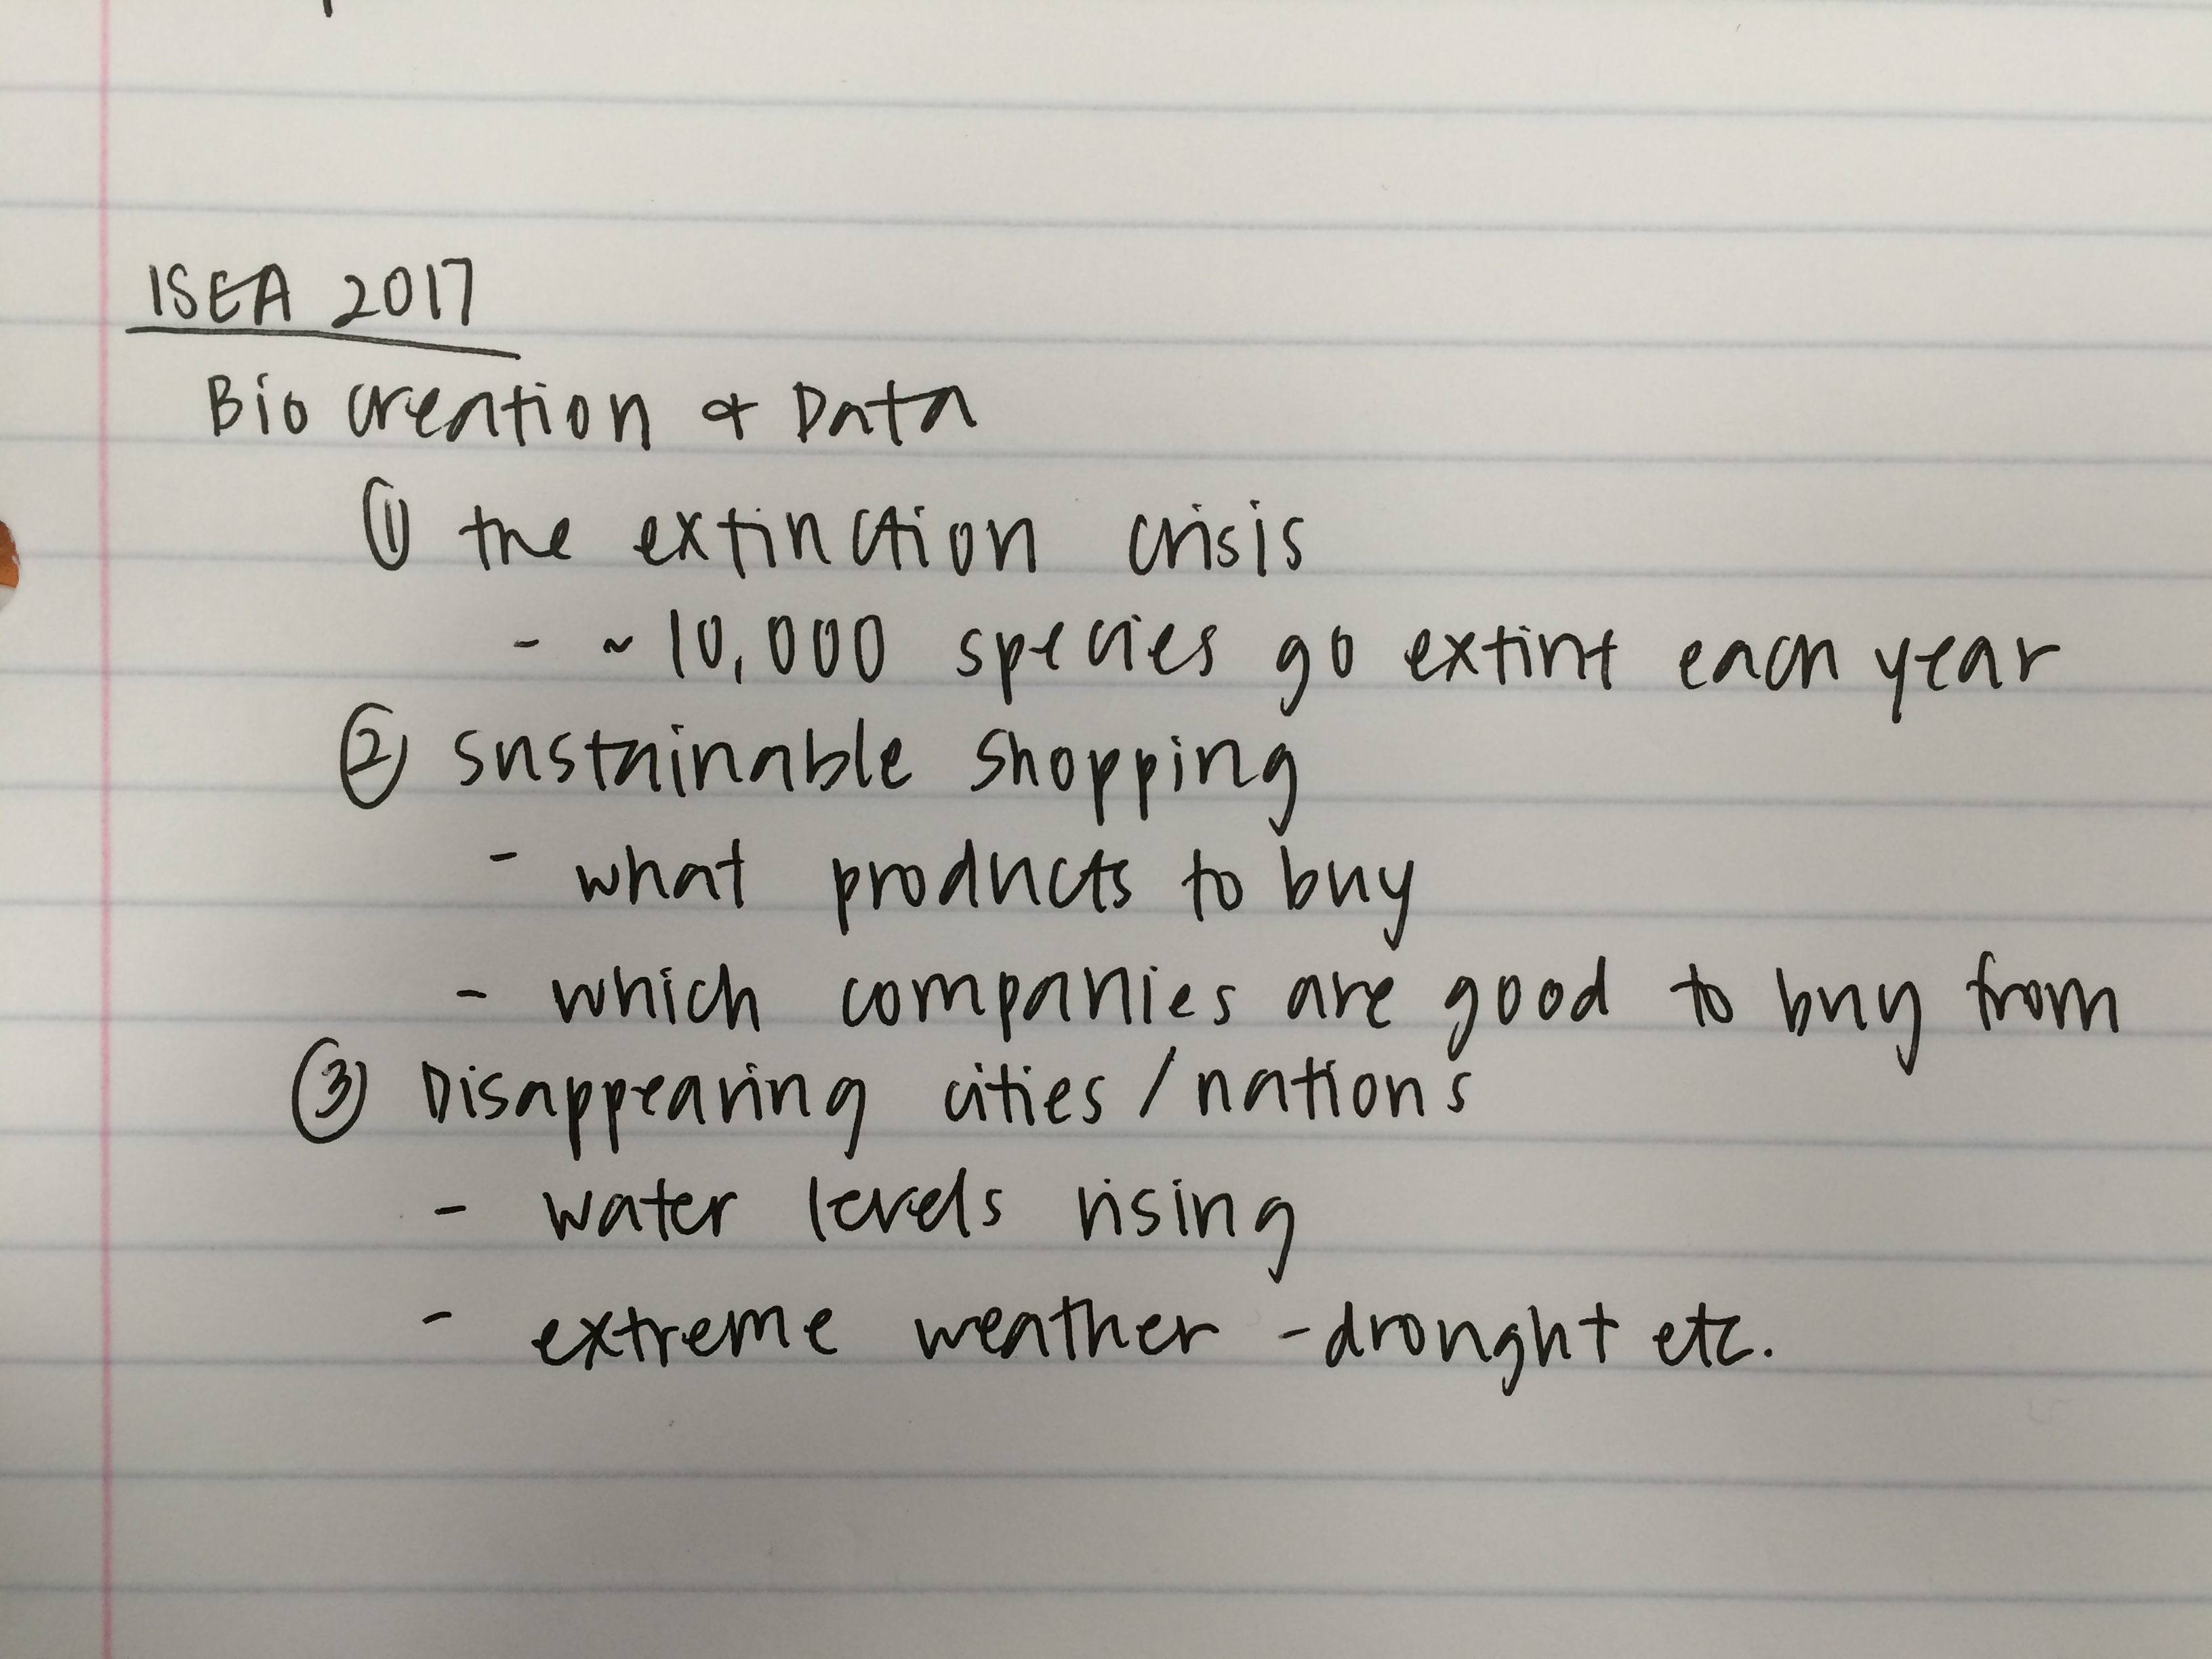 ISEA 2017
Bio creation & Data
① the extinction crisis
- ~10,000 species go extint each year
② sustainable shopping
- what products to buy
- which companies are good to buy from
③ Disappearing cities/nations
- water levels rising
- extreme weather - drought etc.